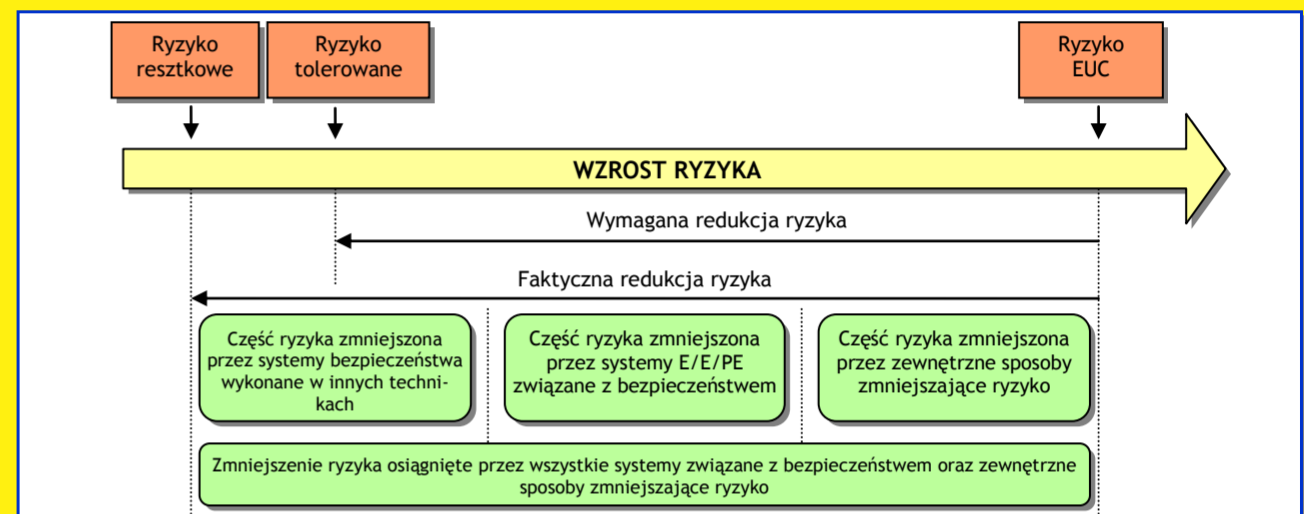 Ryzyko
resztkowe
Ryzyko
tolerowane
Ryzyko
EUC
WZROST RYZYKA
Wymagana redukcja ryzyka
Faktyczna redukcja ryzyka
Część ryzyka zmniejszona
przez systemy bezpieczeństwa
wykonane w innych techni-
kach
Część ryzyka zmniejszona
przez systemy E/E/PE
związane z bezpieczeństwem
Część ryzyka zmniejszona
przez zewnętrzne sposoby
zmniejszające ryzyko
Zmniejszenie ryzyka osiągnięte przez wszystkie systemy związane z bezpieczeństwem oraz zewnętrzne
sposoby zmniejszające ryzyko